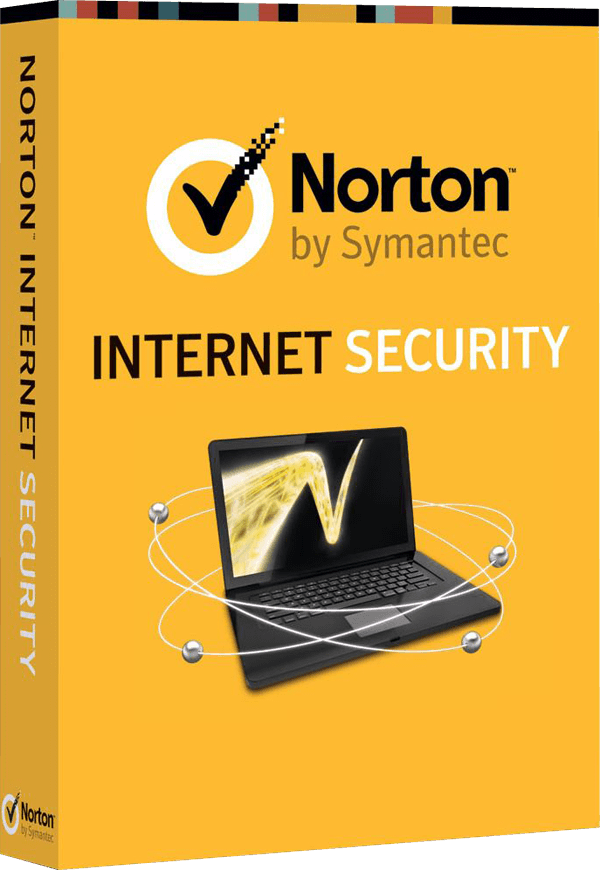 NORTON™ INTERNET SECURITY
Norton™
by Symantec
INTERNET SECURITY
Norton
by Symantec